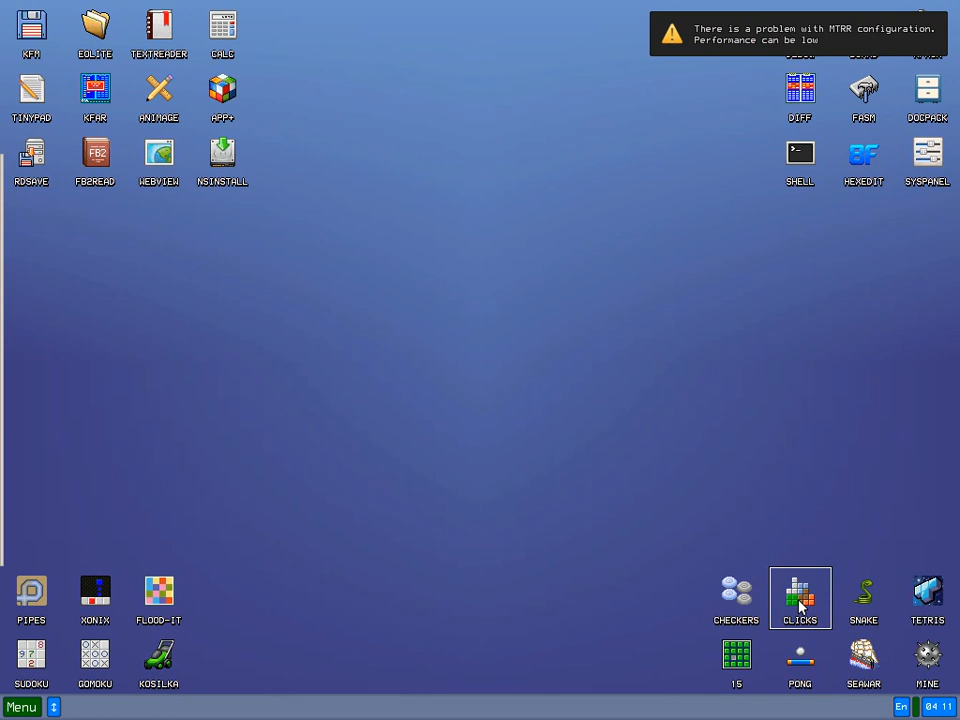 There is a problem with MTRR configuration.
Performance can be low
KFM EOLITE TEXTREADER CALC
TINYPAD KFAR ANIMAGE APP+ DIFF FASM DOCPACK
RDSAVE FB2READ WEBVIEW NSINSTALL SHELL HEXEDIT SYSPANEL
PIPES XONIX FLOOD-IT CHECKERS CLICKS SNAKE TETRIS
SUDOKU GOMOKU KOSILKA 15 PONG SEAWAR MINE
Menu En 04 11